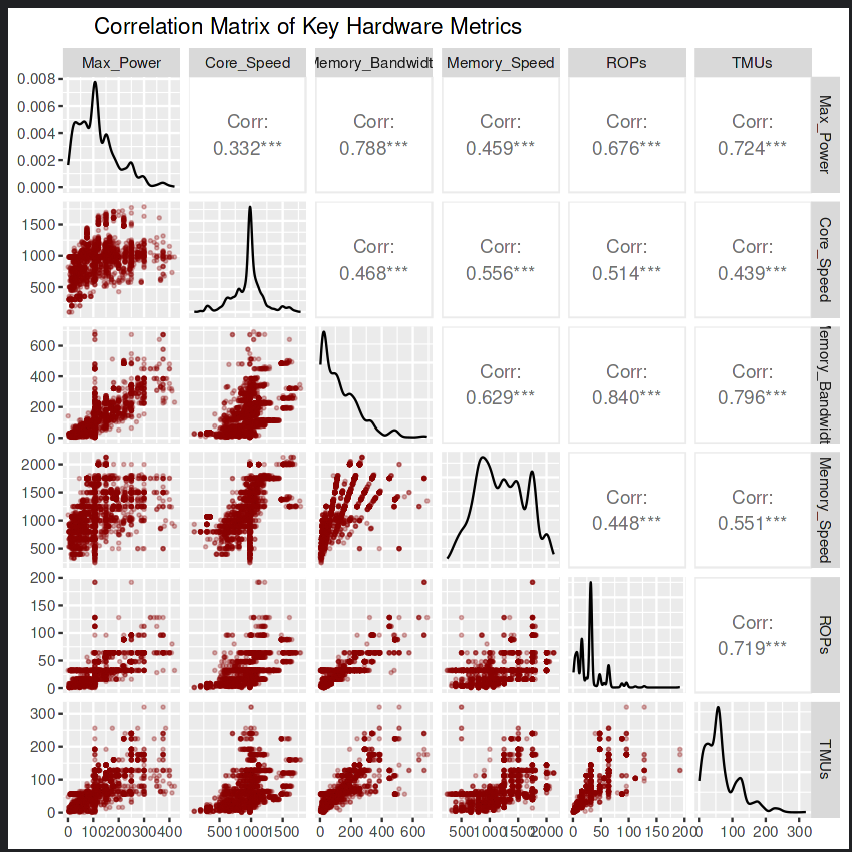 Correlation Matrix of Key Hardware Metrics
Max_Power Core_Speed Memory_Bandwidt Memory_Speed ROPs TMUs
0.008
0.006
0.004
0.002
0.000
Corr:
0.332***
Corr:
0.788***
Corr:
0.459***
Corr:
0.676***
Corr:
0.724***
Max_Power
1500
1000
500
Corr:
0.468***
Corr:
0.556***
Corr:
0.514***
Corr:
0.439***
Core_Speed
600
400
200
0
Corr:
0.629***
Corr:
0.840***
Corr:
0.796***
Memory_Bandwidt
2000
1500
1000
500
Corr:
0.448***
Corr:
0.551***
Memory_Speed
200
150
100
50
0
Corr:
0.719***
ROPs
300
200
100
0
TMUs
0 100 200 300 400
500 1000 1500
0 200 400 600
500 1000 1500 2000
0 50 100 150 200
0 100 200 300